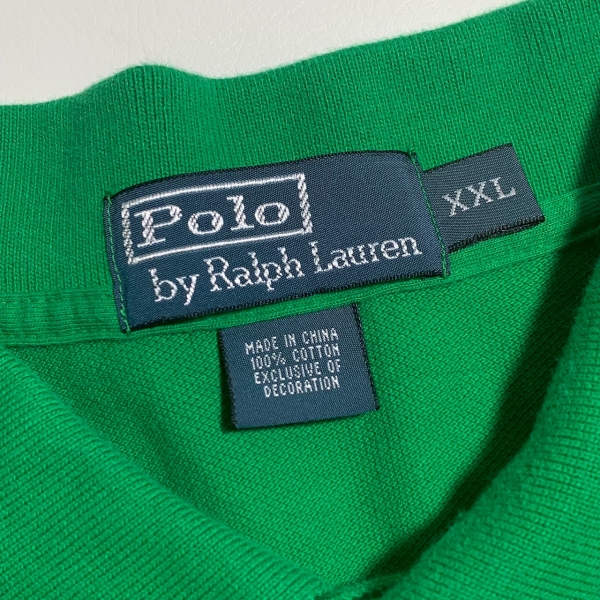 Polo
by Ralph Lauren
XXL
MADE IN CHINA
100% COTTON
EXCLUSIVE OF
DECORATION